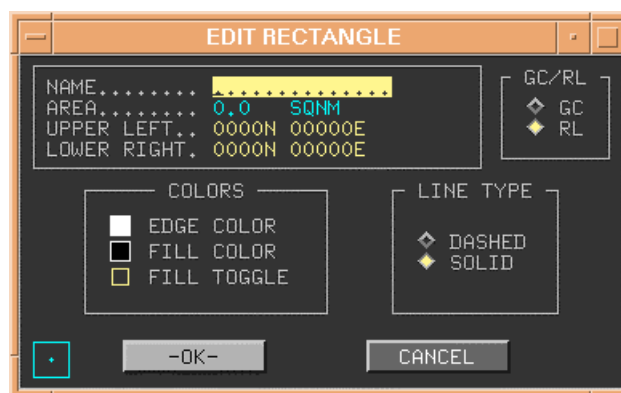 EDIT RECTANGLE
NAME........ ................
AREA........ 0.0 SQNM
UPPER LEFT.. 0000N 00000E
LOWER RIGHT. 0000N 00000E
GC/RL
GC
RL
COLORS
EDGE COLOR
FILL COLOR
FILL TOGGLE
LINE TYPE
DASHED
SOLID
-OK-
CANCEL